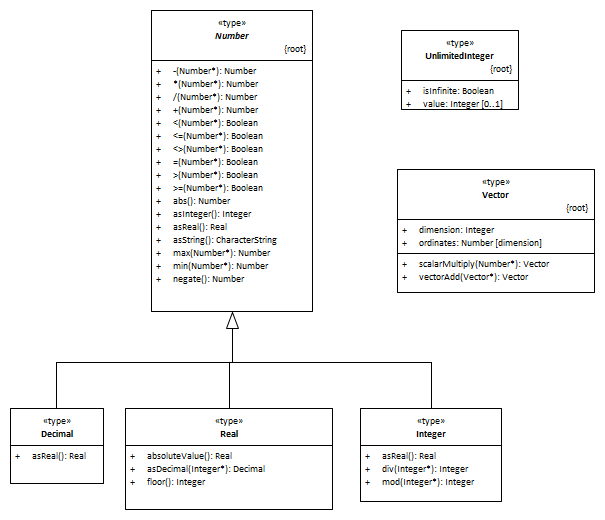 «type»
Number
{root}
+ -(Number*): Number
+ *(Number*): Number
+ /(Number*): Number
+ +(Number*): Number
+ <(Number*): Boolean
+ <=(Number*): Boolean
+ <>(Number*): Boolean
+ =(Number*): Boolean
+ >(Number*): Boolean
+ >=(Number*): Boolean
+ abs(): Number
+ asInteger(): Integer
+ asReal(): Real
+ asString(): CharacterString
+ max(Number*): Number
+ min(Number*): Number
+ negate(): Number
«type»
UnlimitedInteger
{root}
+ isInfinite: Boolean
+ value: Integer [0..1]
«type»
Vector
{root}
+ dimension: Integer
+ ordinates: Number [dimension]
+ scalarMultiply(Number*): Vector
+ vectorAdd(Vector*): Vector
«type»
Decimal
+ asReal(): Real
«type»
Real
+ absoluteValue(): Real
+ asDecimal(Integer*): Decimal
+ floor(): Integer
«type»
Integer
+ asReal(): Real
+ div(Integer*): Integer
+ mod(Integer*): Integer